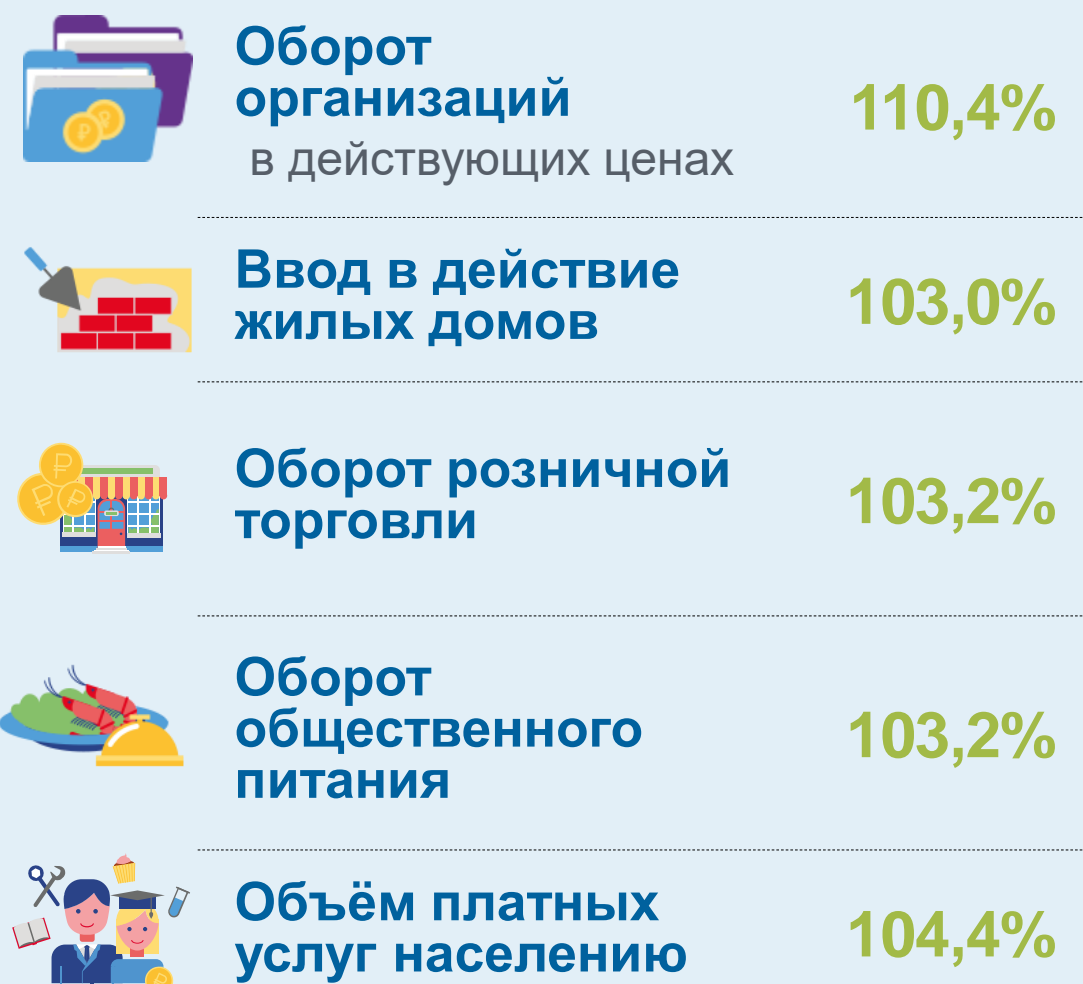 Оборот
организаций
в действующих ценах
110,4%
Ввод в действие
жилых домов
103,0%
Оборот розничной
торговли
103,2%
Оборот
общественного
питания
103,2%
Объём платных
услуг населению
104,4%